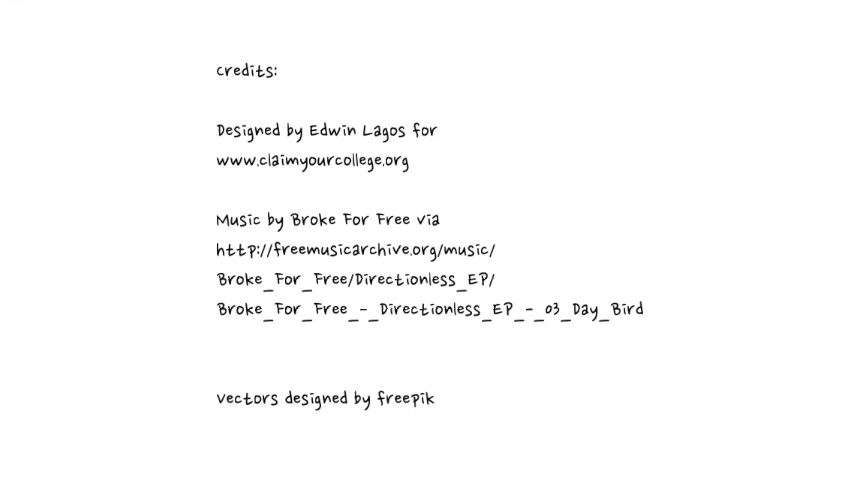 credits:
Designed by Edwin Lagos for
www.claimyourcollege.org
Music by Broke For Free via
http://freemusicarchive.org/music/
Broke_For_Free/Directionless_EP/
Broke_For_Free_-_Directionless_EP_-_03_Day_Bird
vectors designed by freepik